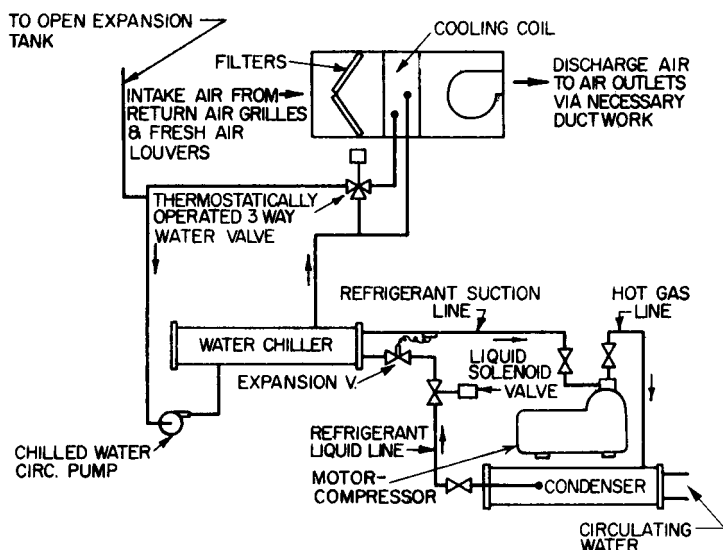 TO OPEN EXPANSION
TANK
FILTERS
COOLING COIL
INTAKE AIR FROM
RETURN AIR GRILLES
& FRESH AIR
LOUVERS
DISCHARGE AIR
TO AIR OUTLETS
VIA NECESSARY
DUCTWORK
THERMOSTATICALLY
OPERATED 3 WAY
WATER VALVE
REFRIGERANT SUCTION
LINE
HOT GAS
LINE
WATER CHILLER
EXPANSION V.
LIQUID
SOLENOID
VALVE
CHILLED WATER
CIRC. PUMP
REFRIGERANT
LIQUID LINE
MOTOR-
COMPRESSOR
CONDENSER
CIRCULATING
WATER